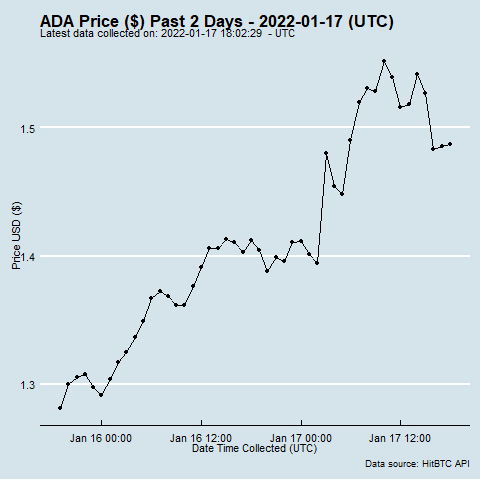 ADA Price ($) Past 2 Days - 2022-01-17 (UTC)
Latest data collected on: 2022-01-17 18:02:29 - UTC
1.5
1.4
1.3
Price USD ($)
Jan 16 00:00 Jan 16 12:00 Jan 17 00:00 Jan 17 12:00
Date Time Collected (UTC)
Data source: HitBTC API